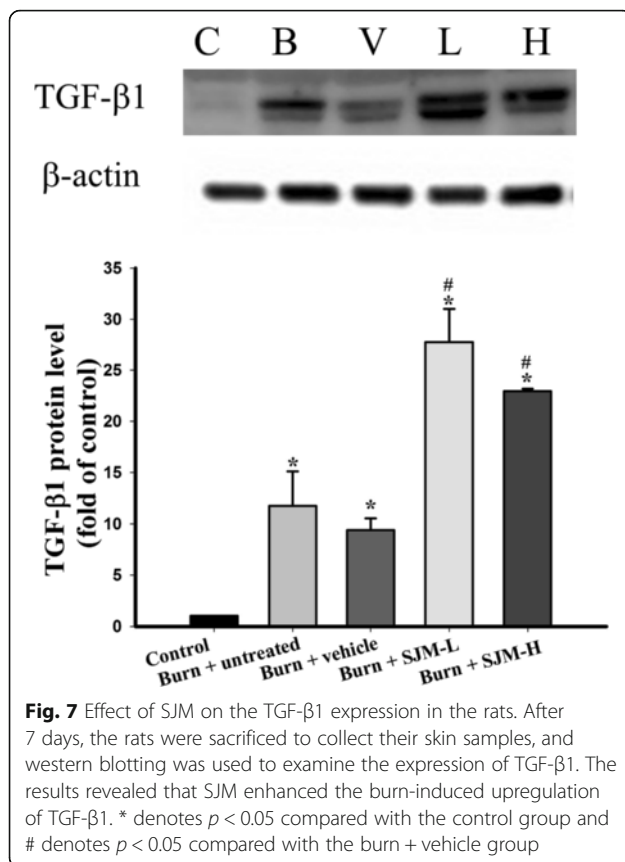 C B V L H
TGF-β1
β-actin
TGF-β1 protein level
(fold of control)
35
30
25
20
15
10
5
0
*
*
#
*
#
*
Control
Burn + untreated
Burn + vehicle
Burn + SJM-L
Burn + SJM-H
Fig. 7 Effect of SJM on the TGF-β1 expression in the rats. After
7 days, the rats were sacrificed to collect their skin samples, and
western blotting was used to examine the expression of TGF-β1. The
results revealed that SJM enhanced the burn-induced upregulation
of TGF-β1. * denotes p < 0.05 compared with the control group and
# denotes p < 0.05 compared with the burn + vehicle group